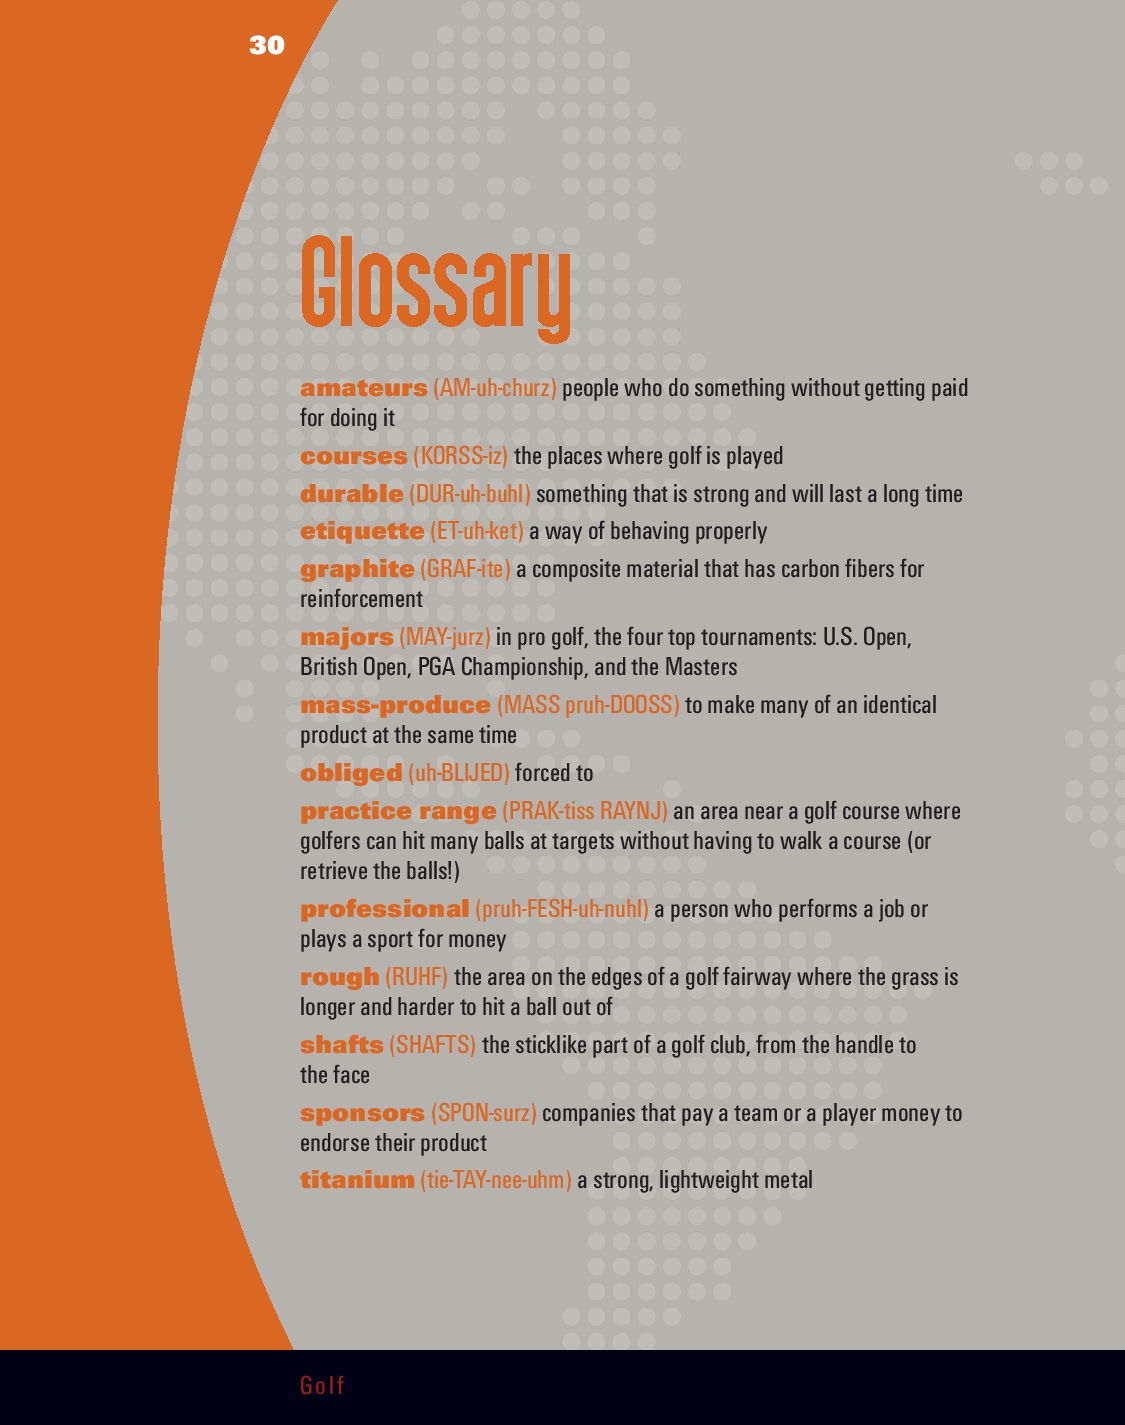 30
Glossary
amateurs (AM-uh-churz) people who do something without getting paid
for doing it
courses (KORSS-iz) the places where golf is played
durable (DUR-uh-buhl) something that is strong and will last a long time
etiquette (ET-uh-ket) a way of behaving properly
graphite (GRAF-ite) a composite material that has carbon fibers for
reinforcement
majors (MAY-jurz) in pro golf, the four top tournaments: U.S. Open,
British Open, PGA Championship, and the Masters
mass-produce (MASS pruh-DOOSS) to make many of an identical
product at the same time
obliged (uh-BLIJED) forced to
practice range (PRAK-tiss RAYNJ) an area near a golf course where
golfers can hit many balls at targets without having to walk a course (or
retrieve the balls!)
professional (pruh-FESH-uh-nuhl) a person who performs a job or
plays a sport for money
rough (RUHF) the area on the edges of a golf fairway where the grass is
longer and harder to hit a ball out of
shafts (SHAFTS) the sticklike part of a golf club, from the handle to
the face
sponsors (SPON-surz) companies that pay a team or a player money to
endorse their product
titanium (tie-TAY-nee-uhm) a strong, lightweight metal
Golf